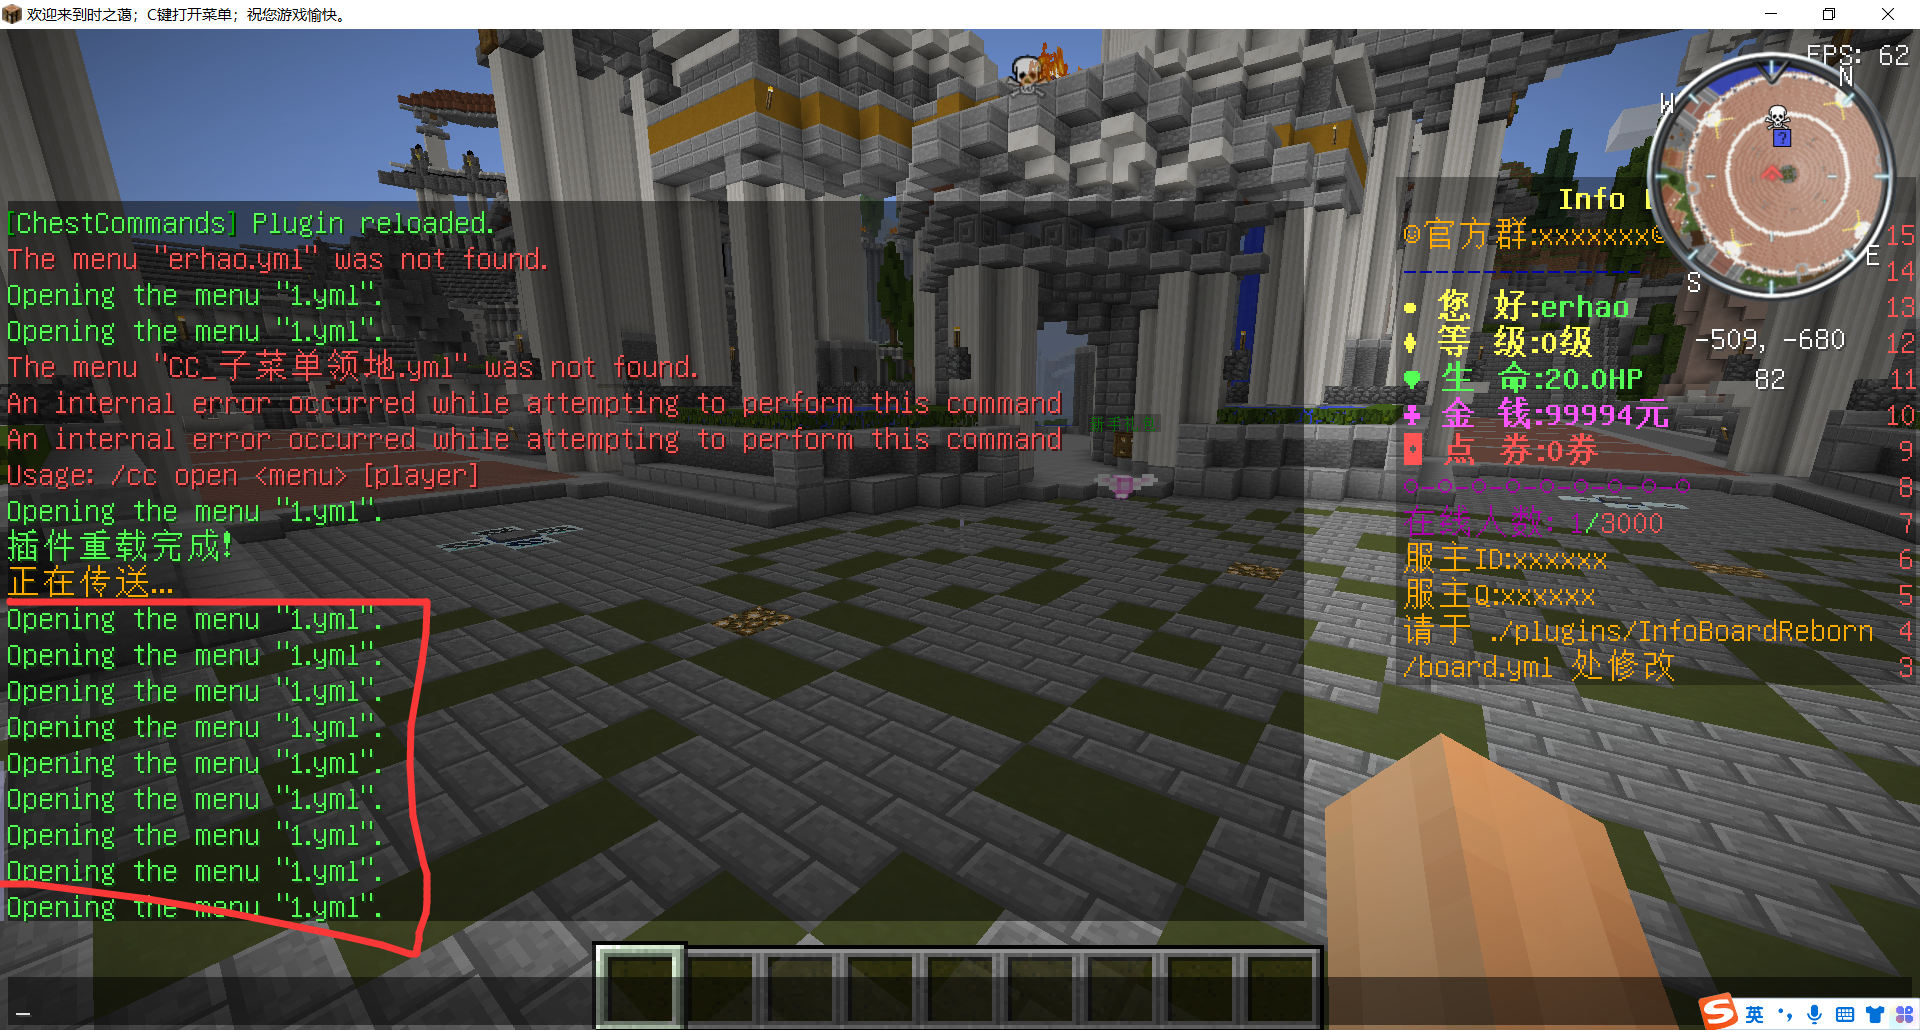 欢迎来到时之蔼；C键打开菜单；祝您游戏愉快。
FPS: 62
N
W
E
S
-509, -680
82
[ChestCommands] Plugin reloaded.
The menu "erhao.yml" was not found.
Opening the menu "1.yml".
Opening the menu "1.yml".
The menu "CC_子菜单领地.yml" was not found.
An internal error occurred while attempting to perform this command
An internal error occurred while attempting to perform this command
Usage: /cc open <menu> [player]
Opening the menu "1.yml".
插件重载完成!
正在传送...
Opening the menu "1.yml".
Opening the menu "1.yml".
Opening the menu "1.yml".
Opening the menu "1.yml".
Opening the menu "1.yml".
Opening the menu "1.yml".
Opening the menu "1.yml".
Opening the menu "1.yml".
Opening the menu "1.yml".
新手礼包
Info
☺官方群:xxxxxxx 15
------------- 14
您 好:erhao 13
等 级:0级 12
生 命:20.0HP 11
金 钱:99994元 10
点 券:0券 9
o-o-o-o-o-o-o-o-o 8
在线人数: 1/3000 7
服主ID:xxxxxx 6
服主Q:xxxxxx 5
请于 ./plugins/InfoBoardReborn 4
/board.yml 处修改 3
_
S 英